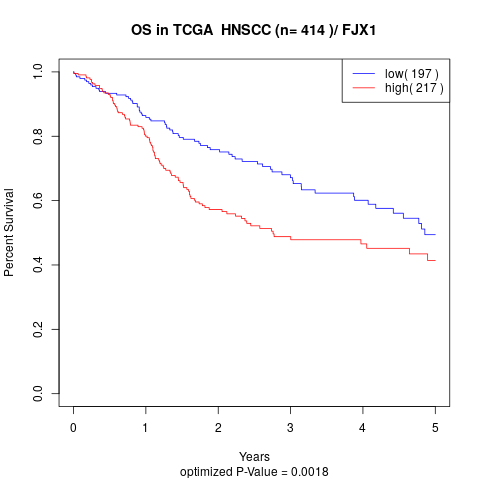 OS in TCGA HNSCC (n= 414 )/ FJX1
low( 197 )
high( 217 )
Percent Survival
1.0
0.8
0.6
0.4
0.2
0.0
0 1 2 3 4 5
Years
optimized P-Value = 0.0018